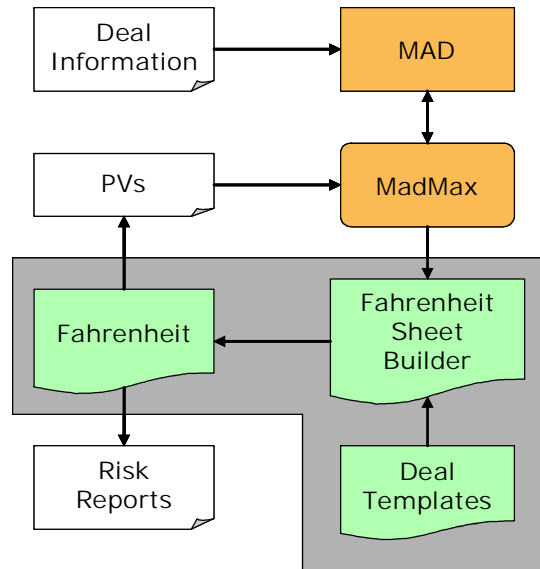 Deal
Information
MAD
PVs
MadMax
Fahrenheit
Fahrenheit
Sheet
Builder
Risk
Reports
Deal
Templates